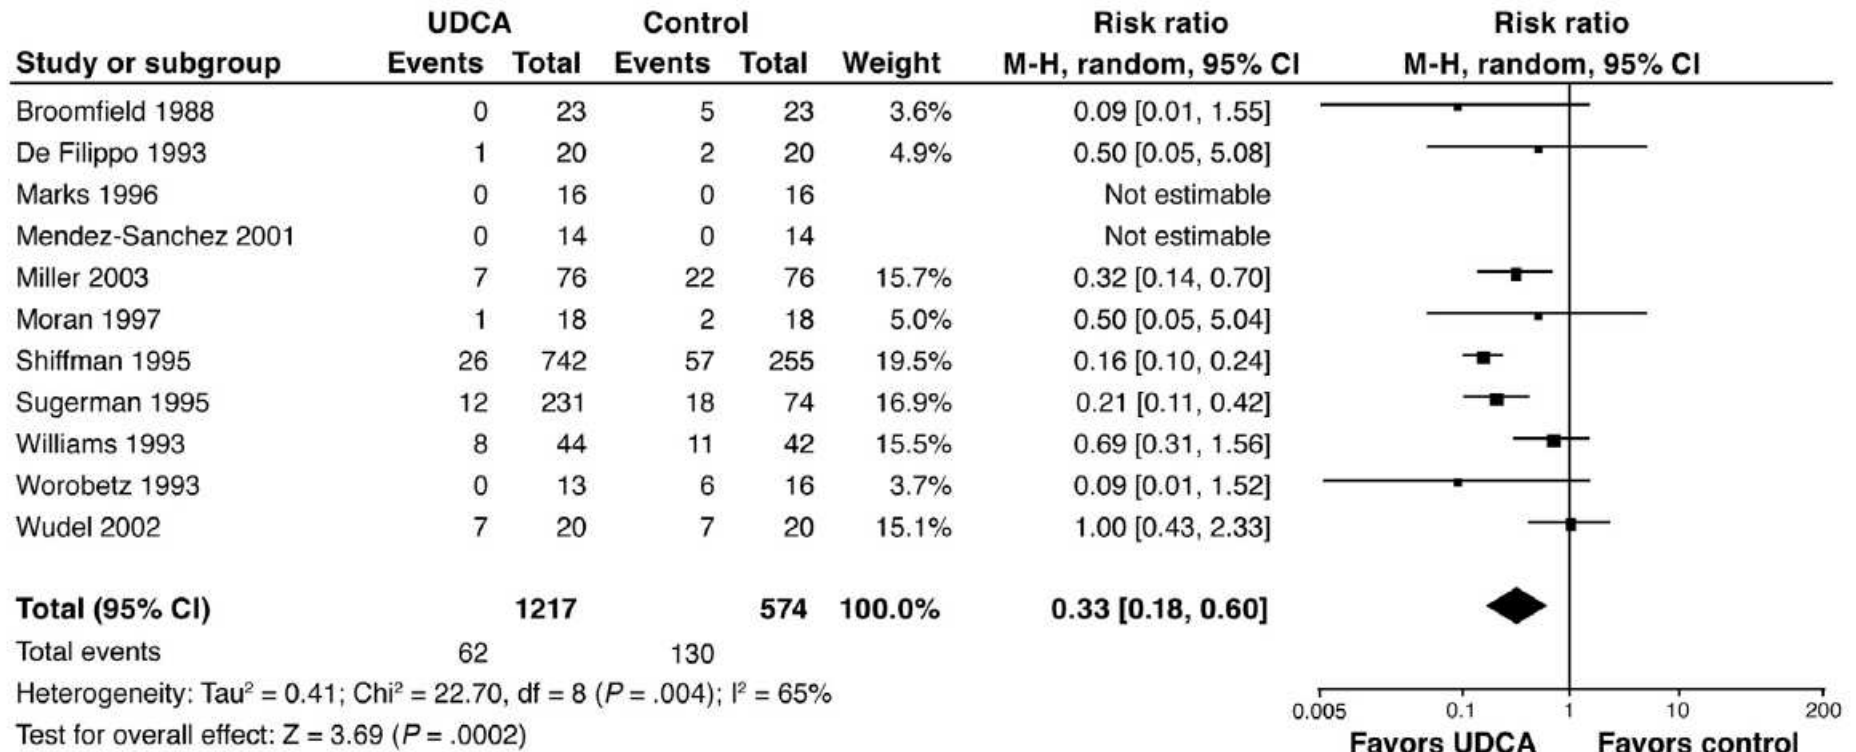 UDCA Control Risk ratio Risk ratio
Study or subgroup Events Total Events Total Weight M-H, random, 95% CI M-H, random, 95% CI
Broomfield 1988 0 23 5 23 3.6% 0.09 [0.01, 1.55]
De Filippo 1993 1 20 2 20 4.9% 0.50 [0.05, 5.08]
Marks 1996 0 16 0 16 Not estimable
Mendez-Sanchez 2001 0 14 0 14 Not estimable
Miller 2003 7 76 22 76 15.7% 0.32 [0.14, 0.70]
Moran 1997 1 18 2 18 5.0% 0.50 [0.05, 5.04]
Shiffman 1995 26 742 57 255 19.5% 0.16 [0.10, 0.24]
Sugerman 1995 12 231 18 74 16.9% 0.21 [0.11, 0.42]
Williams 1993 8 44 11 42 15.5% 0.69 [0.31, 1.56]
Worobetz 1993 0 13 6 16 3.7% 0.09 [0.01, 1.52]
Wudel 2002 7 20 7 20 15.1% 1.00 [0.43, 2.33]
Total (95% CI) 1217 574 100.0% 0.33 [0.18, 0.60]
Total events 62 130
Heterogeneity: Tau² = 0.41; Chi² = 22.70, df = 8 (P = .004); I² = 65%
Test for overall effect: Z = 3.69 (P = .0002)
0.005 0.1 1 10 200
Favors UDCA Favors control